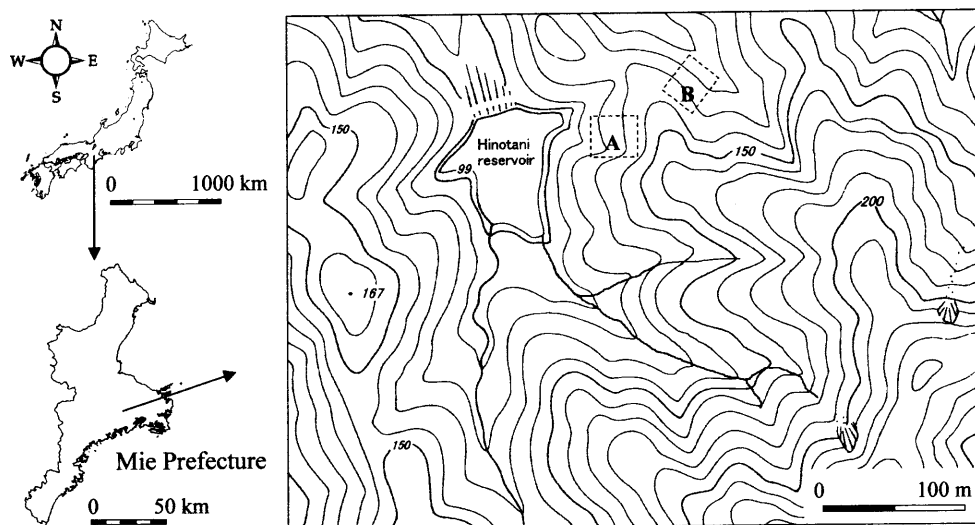 N
W E
S
0 1000 km
Mie Prefecture
0 50 km
150
Hinotani
reservoir
99
A
B
150
200
167
150
0 100 m